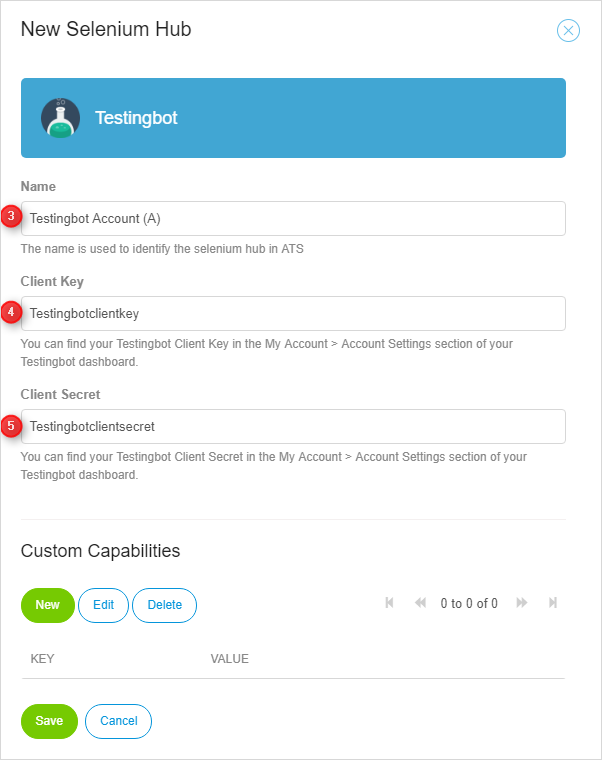 New Selenium Hub
Testingbot
Name
3
Testingbot Account (A)
The name is used to identify the selenium hub in ATS
Client Key
4
Testingbotclientkey
You can find your Testingbot Client Key in the My Account > Account Settings section of your
Testingbot dashboard.
Client Secret
5
Testingbotclientsecret
You can find your Testingbot Client Secret in the My Account > Account Settings section of your
Testingbot dashboard.
Custom Capabilities
New Edit Delete 0 to 0 of 0
KEY VALUE
Save Cancel